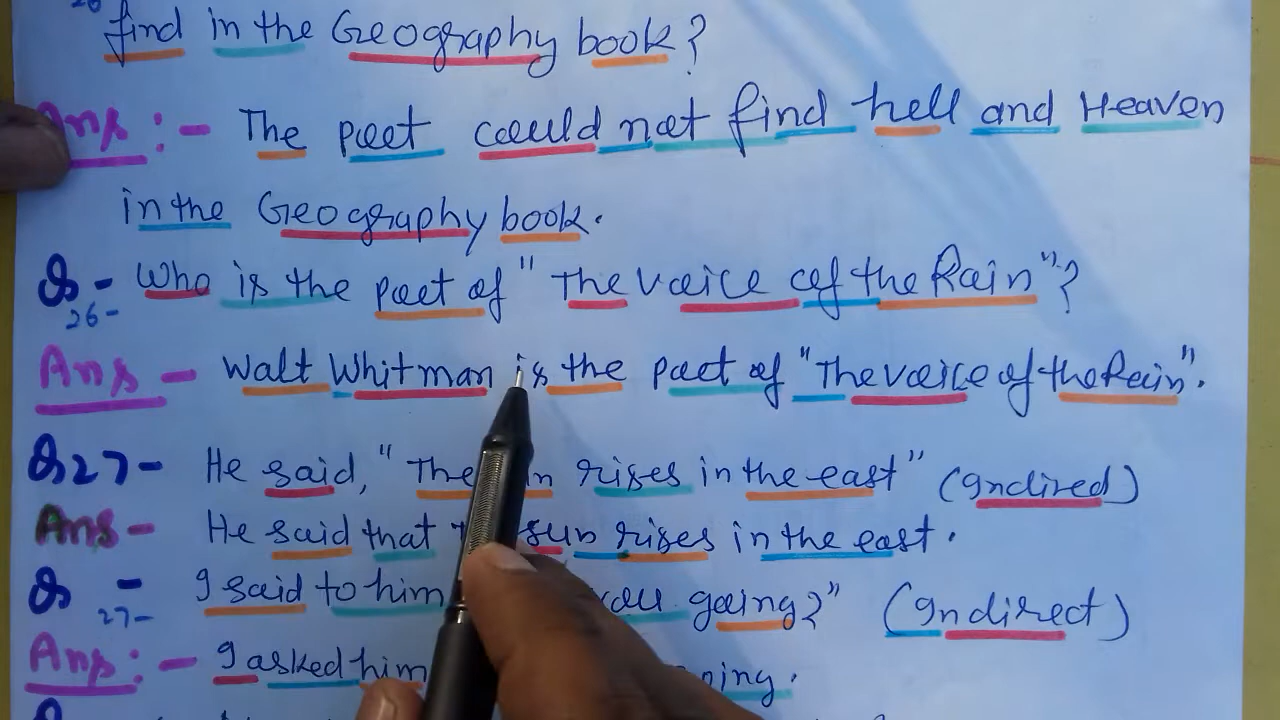 find in the Geography book?
Ans :- The poet could not find hell and Heaven
in the Geography book.
Q - Who is the poet of "The Voice of the Rain"?
26-
Ans - Walt Whitman is the poet of "The voice of the Rain".
Q27- He said, "The rises in the east" (Indired)
Ans- He said that sun rises in the east.
Q - I said to him going?" (Indirect)
27-
Ans :- I asked him